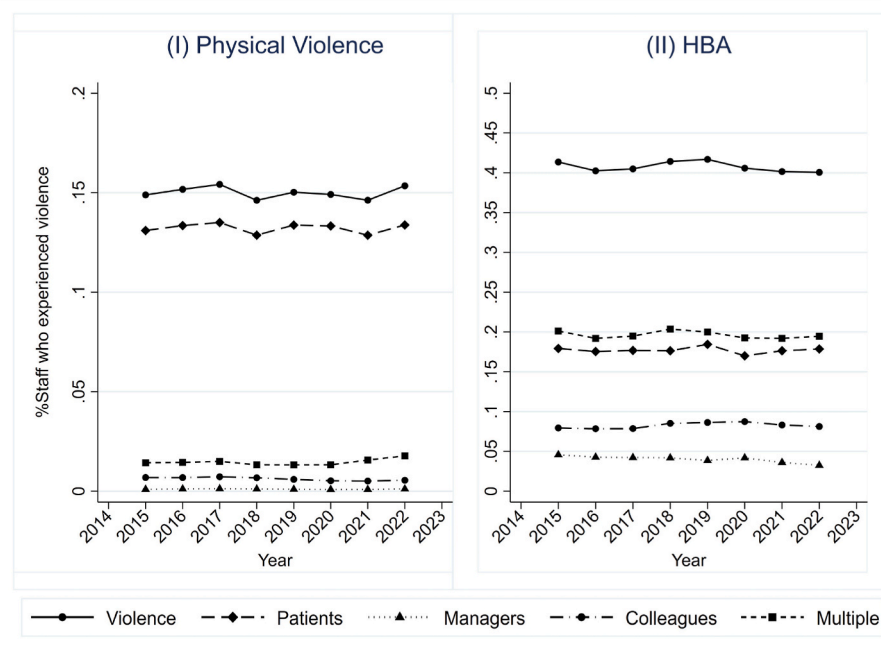 (I) Physical Violence
%Staff who experienced violence
.2
.15
.1
.05
0
2014 2015 2016 2017 2018 2019 2020 2021 2022 2023
Year
(II) HBA
.5
.45
.4
.35
.3
.25
.2
.15
.1
.05
0
2014 2015 2016 2017 2018 2019 2020 2021 2022 2023
Year
Violence Patients Managers Colleagues Multiple